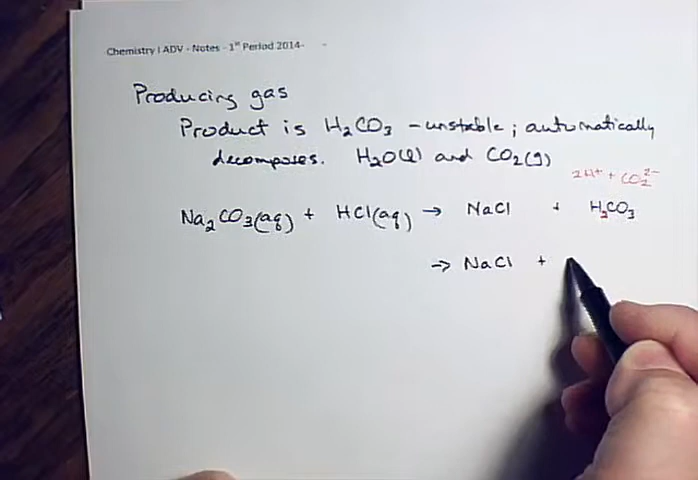 Chemistry I ADV - Notes - 1st Period 2014-
Producing gas
Product is H₂CO₃ - unstable; automatically
decomposes. H₂O(l) and CO₂(g)
2H⁺ + CO₃²⁻
Na₂CO₃(aq) + HCl(aq) → NaCl + H₂CO₃
→ NaCl +